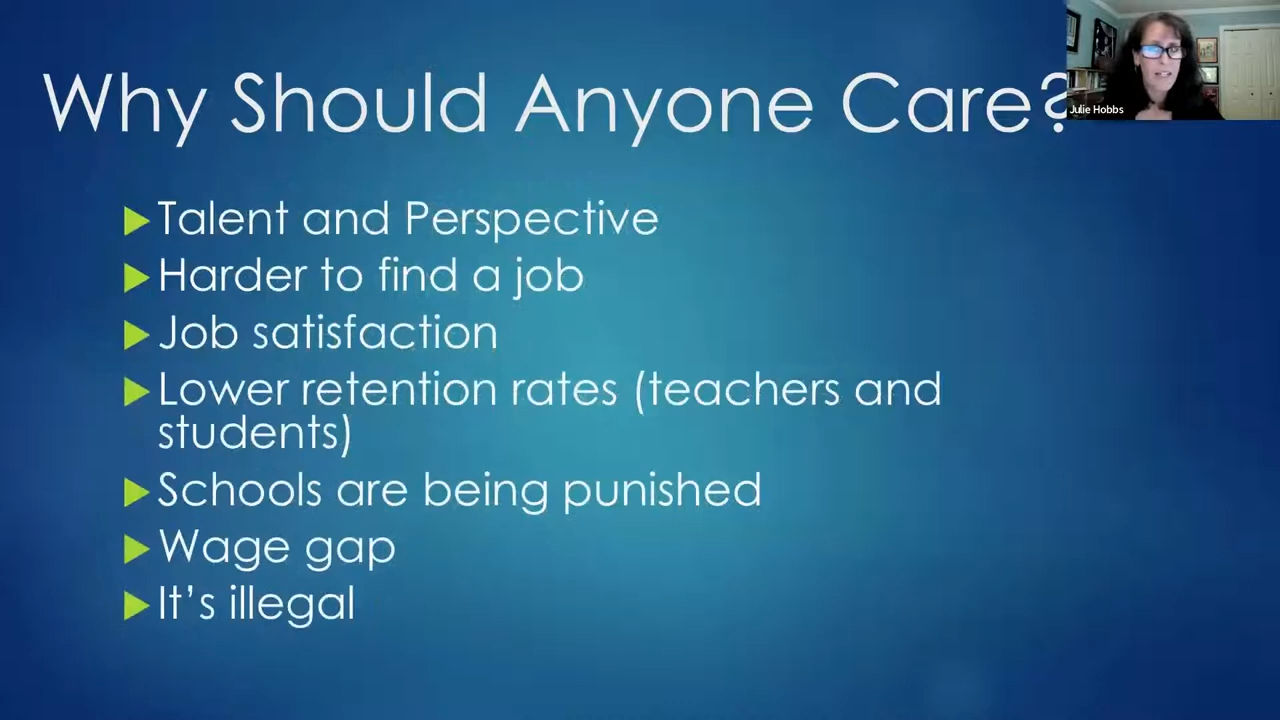 Why Should Anyone Care?
Julie Hobbs
Talent and Perspective
Harder to find a job
Job satisfaction
Lower retention rates (teachers and
students)
Schools are being punished
Wage gap
It’s illegal